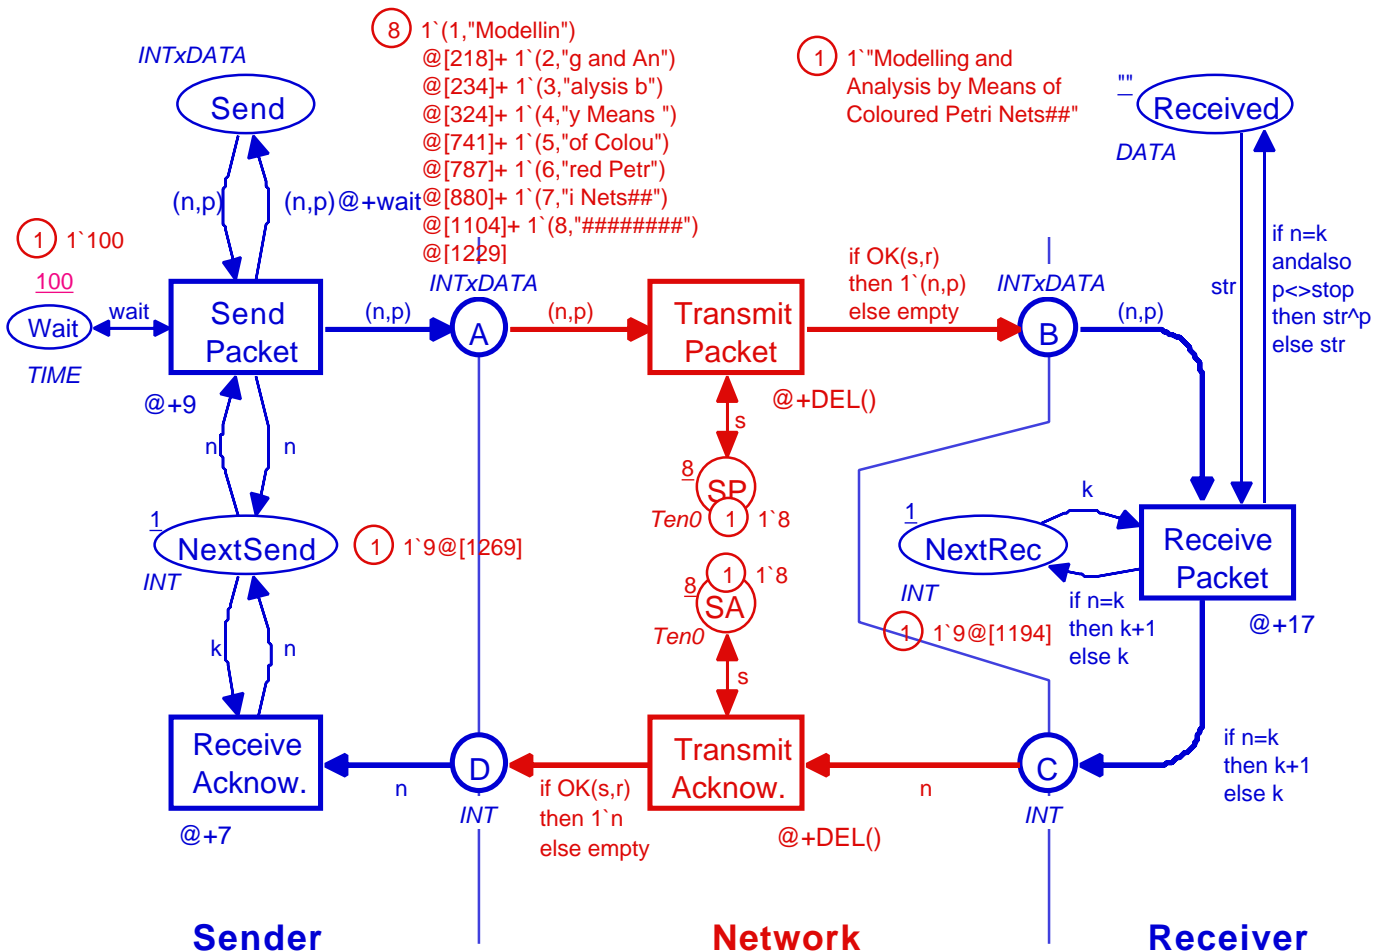 8 1`(1,"Modellin")
@[218]+ 1`(2,"g and An")
@[234]+ 1`(3,"alysis b")
@[324]+ 1`(4,"y Means ")
@[741]+ 1`(5,"of Colou")
@[787]+ 1`(6,"red Petr")
@[880]+ 1`(7,"i Nets##")
@[1104]+ 1`(8,"########")
@[1229]
1 1`"Modelling and
Analysis by Means of
Coloured Petri Nets##"
INTxDATA
Send
""
Received
DATA
(n,p)
(n,p)@+wait
1 1`100
100
Wait
TIME
wait
Send
Packet
@+9
(n,p)
INTxDATA
A
(n,p)
Transmit
Packet
@+DEL()
if OK(s,r)
then 1`(n,p)
else empty
INTxDATA
B
(n,p)
str
if n=k
andalso
p<>stop
then str^p
else str
n
n
s
8
SP
Ten0
1 1`8
1
NextSend
INT
1 1`9@[1269]
1 1`8
8
SA
Ten0
s
1
NextRec
INT
1 1`9@[1194]
k
if n=k
then k+1
else k
Receive
Packet
@+17
k
n
Receive
Acknow.
@+7
n
D
INT
if OK(s,r)
then 1`n
else empty
Transmit
Acknow.
@+DEL()
n
C
INT
if n=k
then k+1
else k
Sender
Network
Receiver